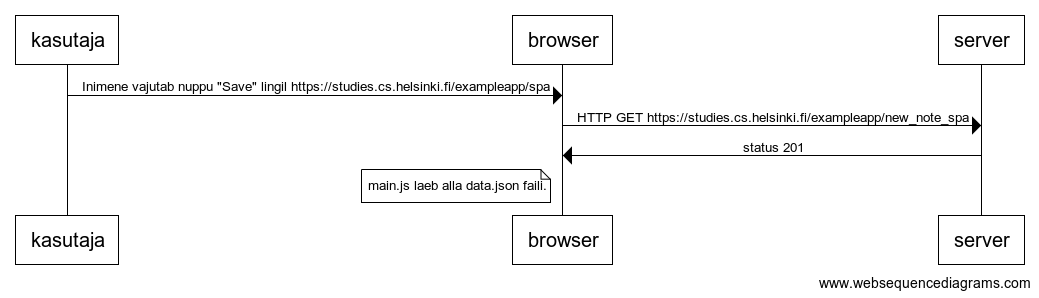 kasutaja
browser
server
Inimene vajutab nuppu "Save" lingil https://studies.cs.helsinki.fi/exampleapp/spa
HTTP GET https://studies.cs.helsinki.fi/exampleapp/new_note_spa
status 201
main.js laeb alla data.json faili.
kasutaja
browser
server
www.websequencediagrams.com